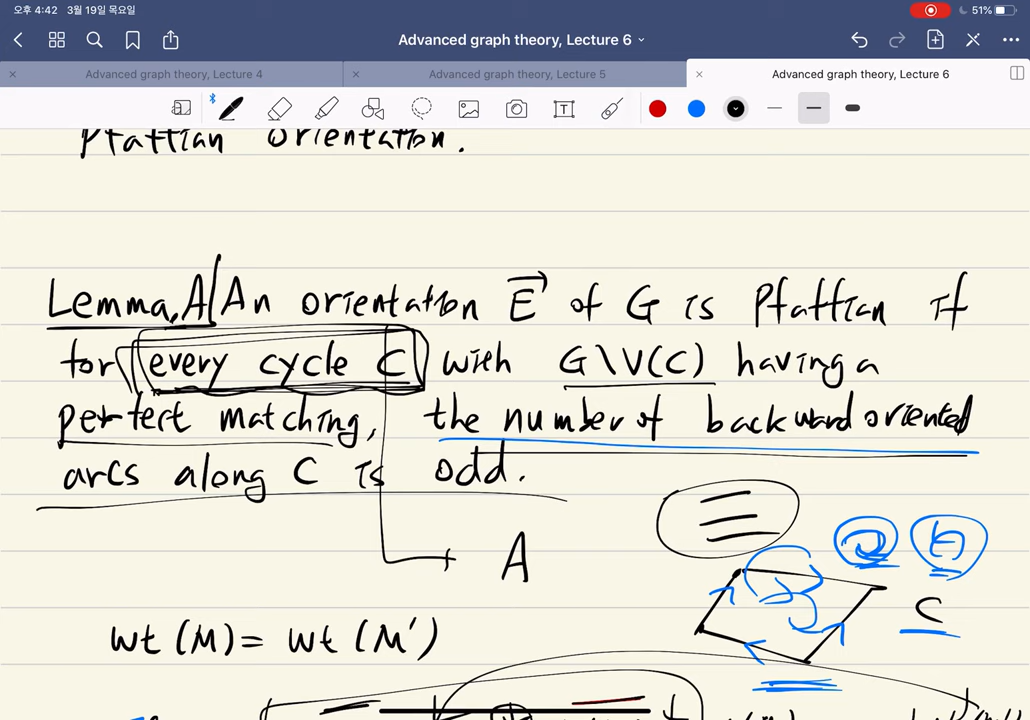 오후 4:42 3월 19일 목요일
51%
Advanced graph theory, Lecture 6
Advanced graph theory, Lecture 4
Advanced graph theory, Lecture 5
Advanced graph theory, Lecture 6
Pfaffian orientation.
Lemma, A An orientation E⃗ of G is Pfaffian if
for every cycle C with G\V(C) having a
perfect matching, the number of backward oriented
arcs along C is odd.
A
C
wt(M) = wt(M')